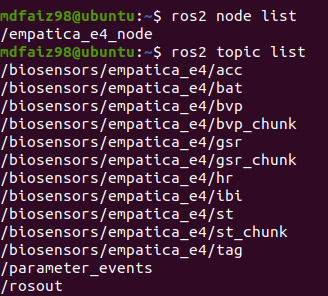 mdfaiz98@ubuntu:~$ ros2 node list
/empatica_e4_node
mdfaiz98@ubuntu:~$ ros2 topic list
/biosensors/empatica_e4/acc
/biosensors/empatica_e4/bat
/biosensors/empatica_e4/bvp
/biosensors/empatica_e4/bvp_chunk
/biosensors/empatica_e4/gsr
/biosensors/empatica_e4/gsr_chunk
/biosensors/empatica_e4/hr
/biosensors/empatica_e4/ibi
/biosensors/empatica_e4/st
/biosensors/empatica_e4/st_chunk
/biosensors/empatica_e4/tag
/parameter_events
/rosout